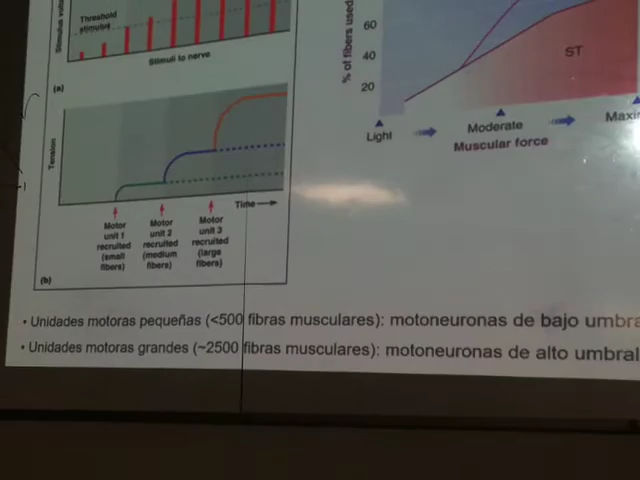 Threshold
stimulus
Stimuli to nerve
(a)
Tension
Time
Motor
unit 1
recruited
(small
fibers)
Motor
unit 2
recruited
(medium
fibers)
Motor
unit 3
recruited
(large
fibers)
(b)
% of fibers used
60
40
20
ST
Light
Moderate
Maxi
Muscular force
• Unidades motoras pequeñas (<500 fibras musculares): motoneuronas de bajo umbra
• Unidades motoras grandes (~2500 fibras musculares): motoneuronas de alto umbral